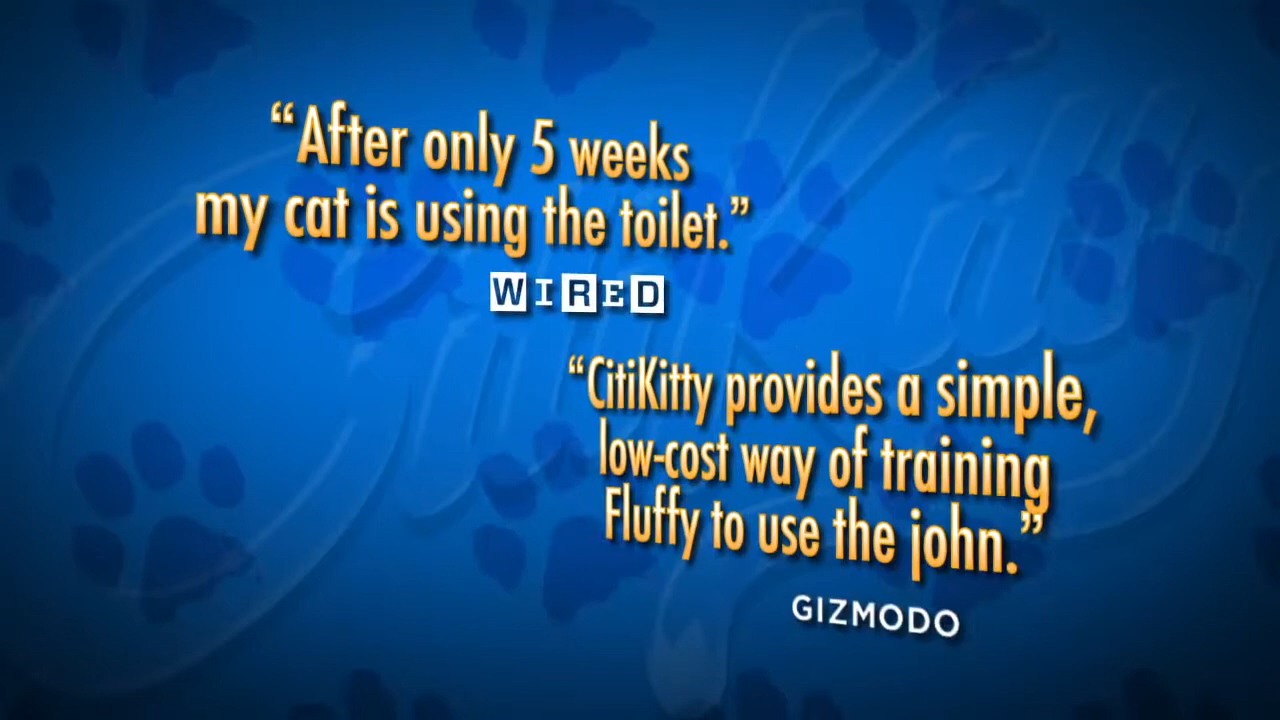 “After only 5 weeks
my cat is using the toilet.”
WIRED
“CitiKitty provides a simple,
low-cost way of training
Fluffy to use the john.”
GIZMODO